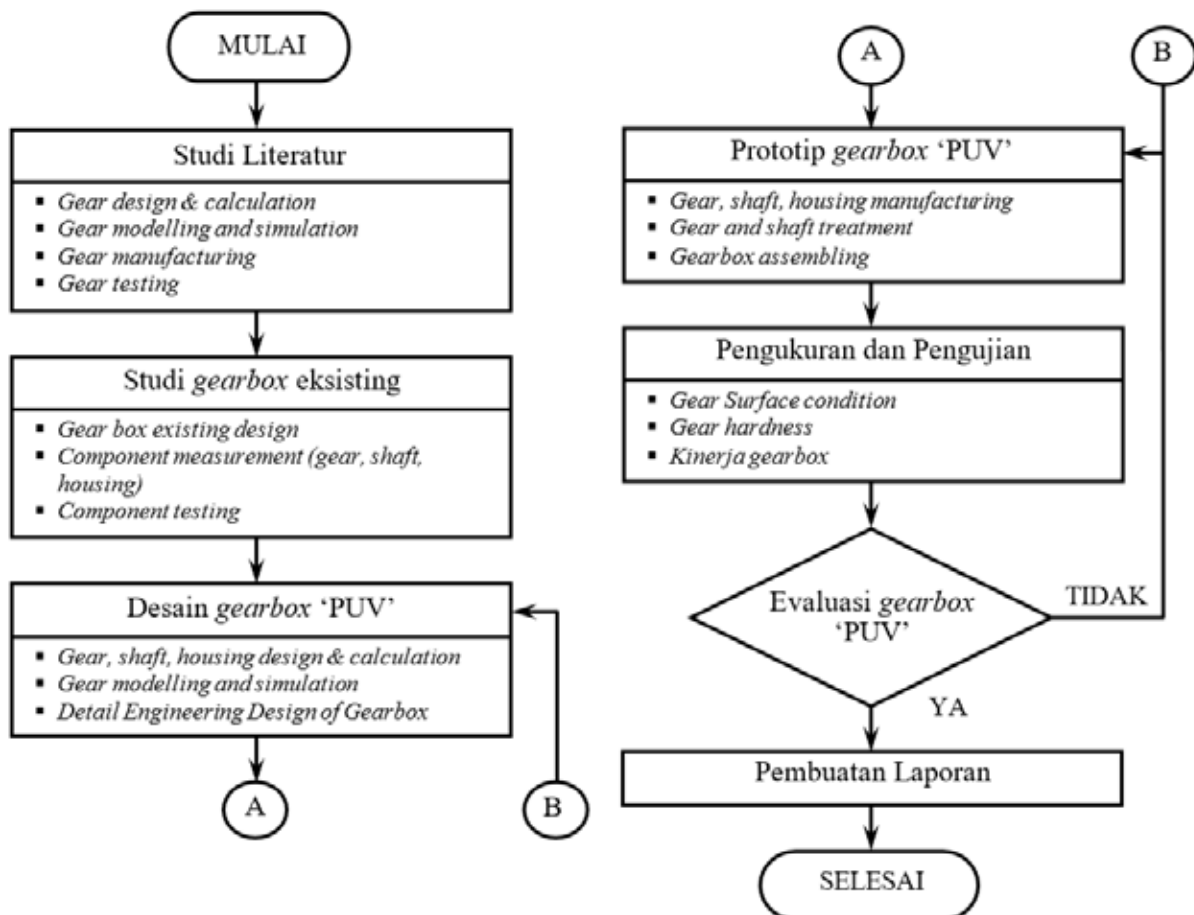 MULAI
Studi Literatur
▪ Gear design & calculation
▪ Gear modelling and simulation
▪ Gear manufacturing
▪ Gear testing
Studi gearbox eksisting
▪ Gear box existing design
▪ Component measurement (gear, shaft,
housing)
▪ Component testing
Desain gearbox ‘PUV’
▪ Gear, shaft, housing design & calculation
▪ Gear modelling and simulation
▪ Detail Engineering Design of Gearbox
A
B
A
B
Prototip gearbox ‘PUV’
▪ Gear, shaft, housing manufacturing
▪ Gear and shaft treatment
▪ Gearbox assembling
Pengukuran dan Pengujian
▪ Gear Surface condition
▪ Gear hardness
▪ Kinerja gearbox
Evaluasi gearbox
‘PUV’
TIDAK
YA
Pembuatan Laporan
SELESAI